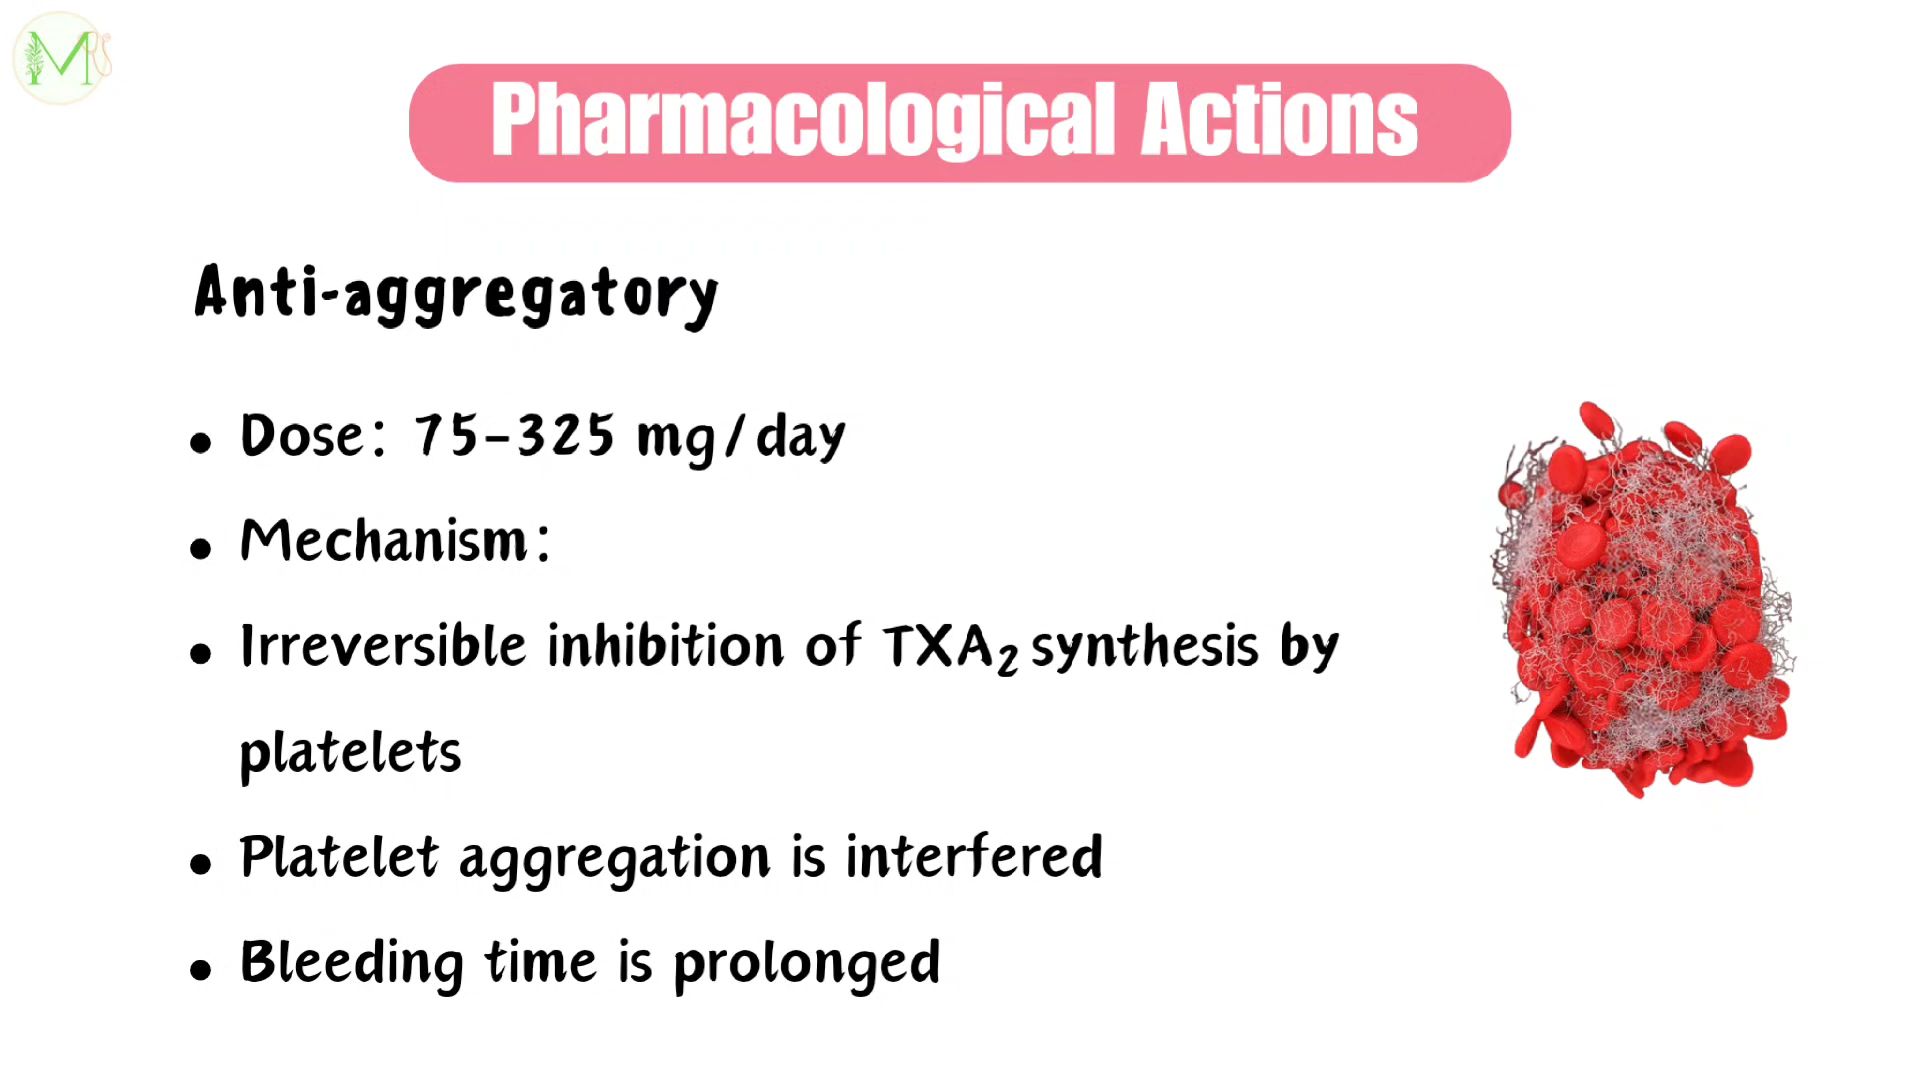 M
Pharmacological Actions
Anti-aggregatory
• Dose: 75-325 mg/day
• Mechanism:
• Irreversible inhibition of TXA₂ synthesis by
platelets
• Platelet aggregation is interfered
• Bleeding time is prolonged